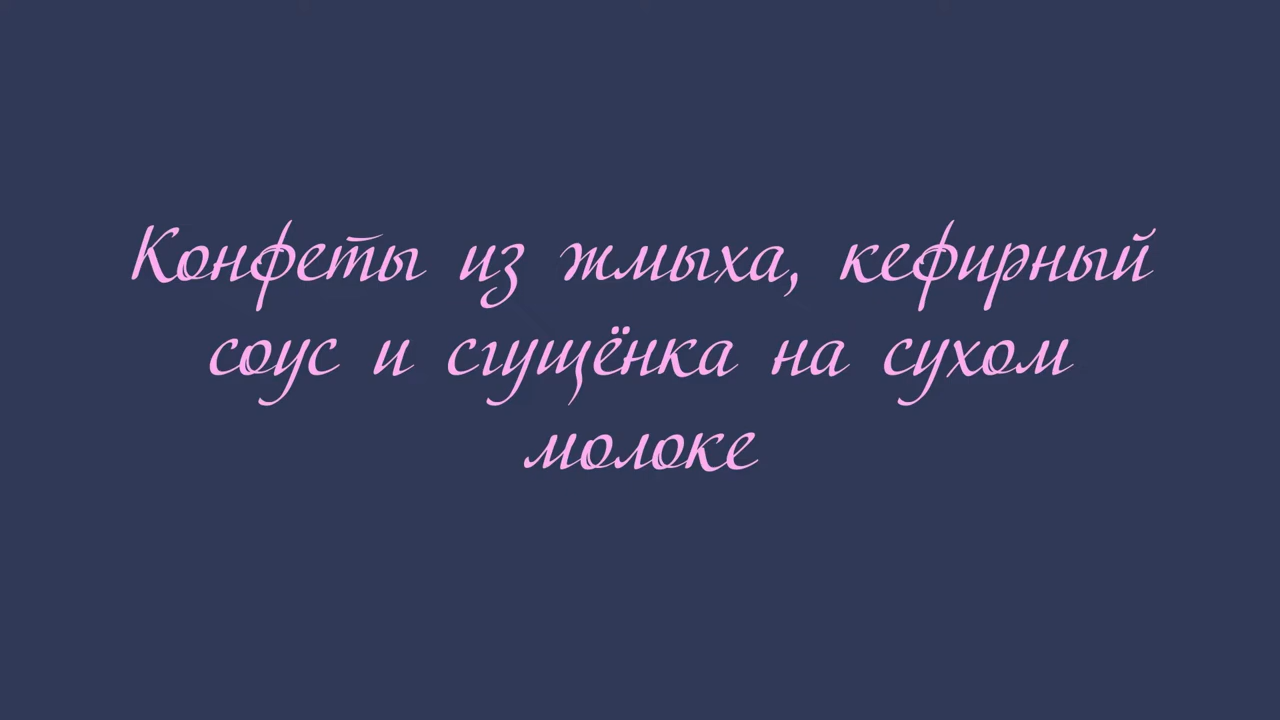 Конфеты из жмыха, кефирный
соус и сгущёнка на сухом
молоке